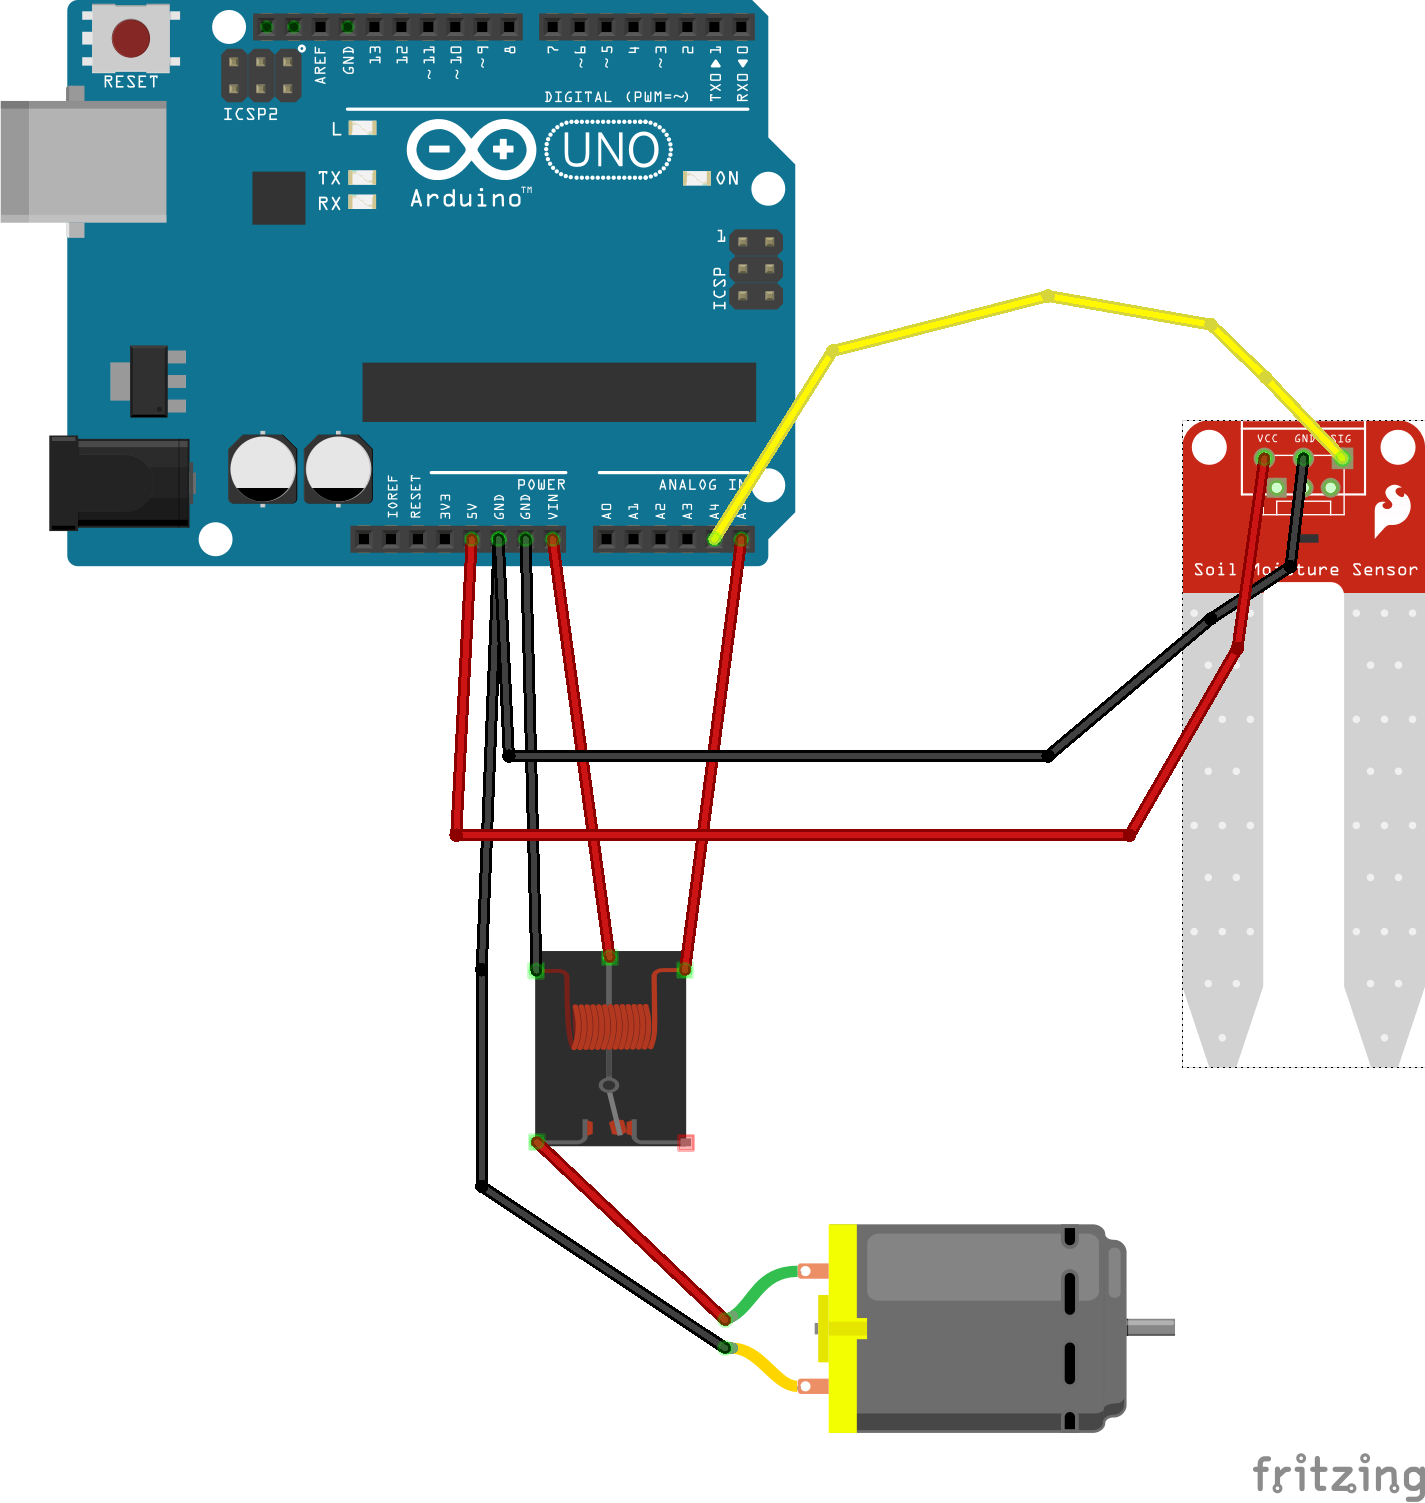 RESET
ICSP2
AREF
GND
13
12
~11
~10
~9
8
7
~6
~5
4
~3
2
TX0▶1
RX0◀0
DIGITAL (PWM=~)
L
TX
RX
Arduino™
UNO
ON
1
ICSP
POWER
ANALOG IN
IOREF
RESET
3V3
5V
GND
GND
VIN
A0
A1
A2
A3
A4
A5
VCC
GND
SIG
Soil Moisture Sensor
fritzing